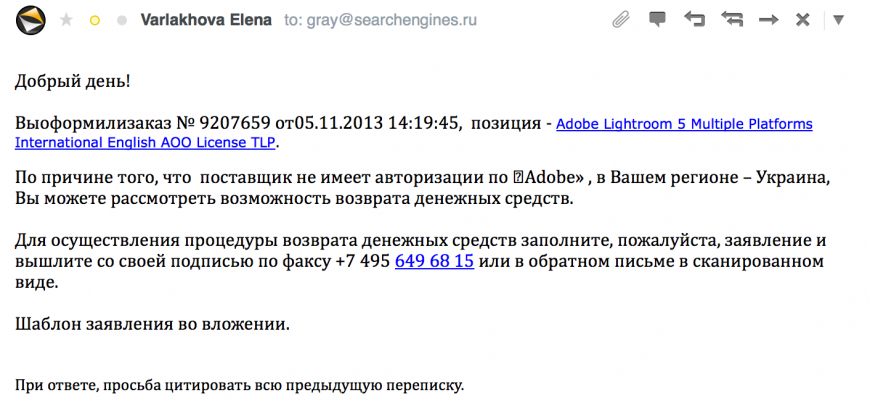 Varlakhova Elena to: gray@searchengines.ru
Добрый день!
Выоформилизаказ № 9207659 от05.11.2013 14:19:45, позиция - Adobe Lightroom 5 Multiple Platforms
International English AOO License TLP.
По причине того, что поставщик не имеет авторизации по �Adobe» , в Вашем регионе – Украина,
Вы можете рассмотреть возможность возврата денежных средств.
Для осуществления процедуры возврата денежных средств заполните, пожалуйста, заявление и
вышлите со своей подписью по факсу +7 495 649 68 15 или в обратном письме в сканированном
виде.
Шаблон заявления во вложении.
При ответе, просьба цитировать всю предыдущую переписку.